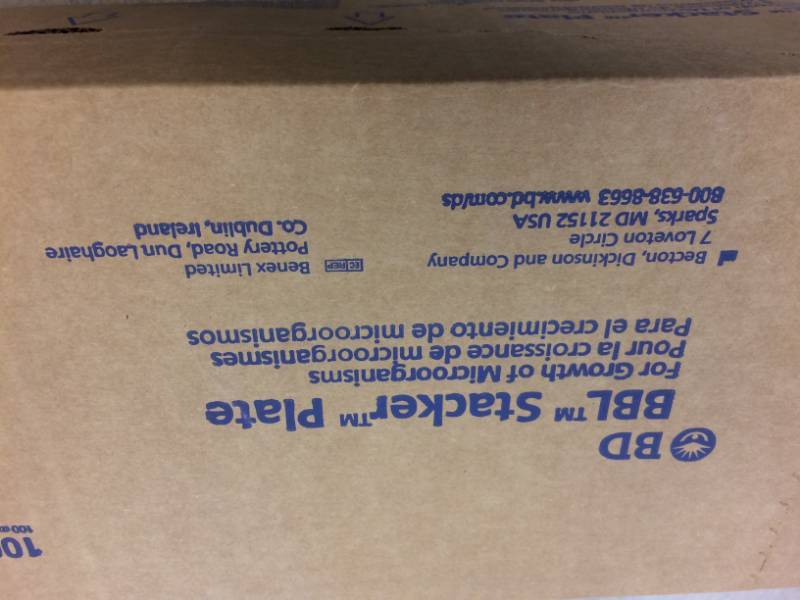 BD
BBL™ Stacker™ Plate
For Growth of Microorganisms
Pour la croissance de microorganismes
Para el crecimiento de microorganismos
Becton, Dickinson and Company
7 Loveton Circle
Sparks, MD 21152 USA
800-638-8663 www.bd.com/ds
EC REP
Benex Limited
Pottery Road, Dun Laoghaire
Co. Dublin, Ireland
Stacker™ Plate